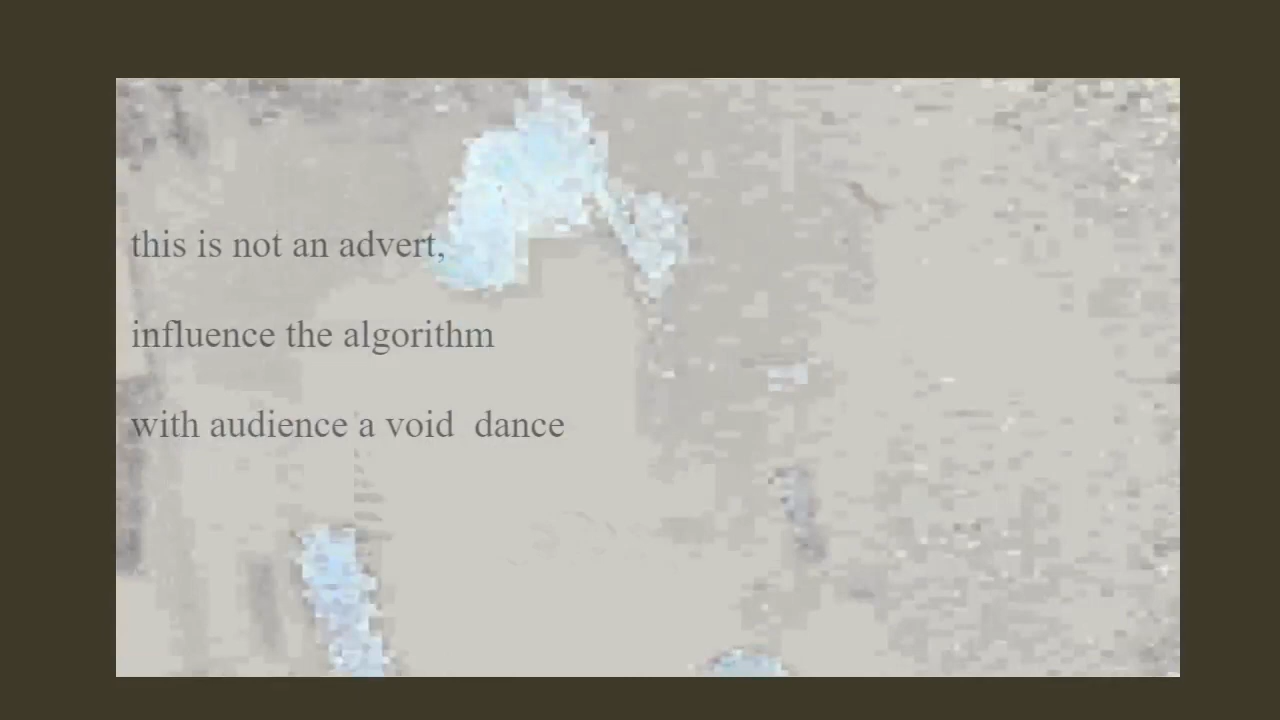 this is not an advert,
influence the algorithm
with audience a void  dance